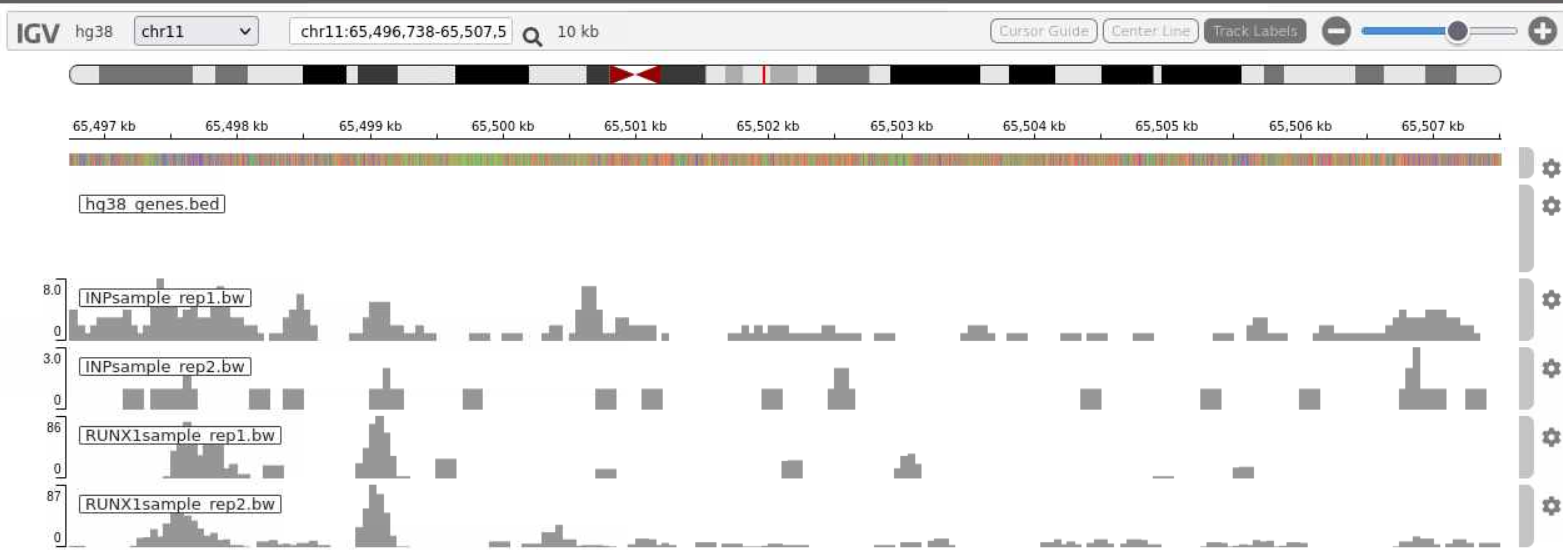 IGV hg38 chr11 chr11:65,496,738-65,507,5 10 kb Cursor Guide Center Line Track Labels
65,497 kb 65,498 kb 65,499 kb 65,500 kb 65,501 kb 65,502 kb 65,503 kb 65,504 kb 65,505 kb 65,506 kb 65,507 kb
hg38_genes.bed
8.0 INPsample_rep1.bw
0
3.0 INPsample_rep2.bw
0
86 RUNX1sample_rep1.bw
0
87 RUNX1sample_rep2.bw
0